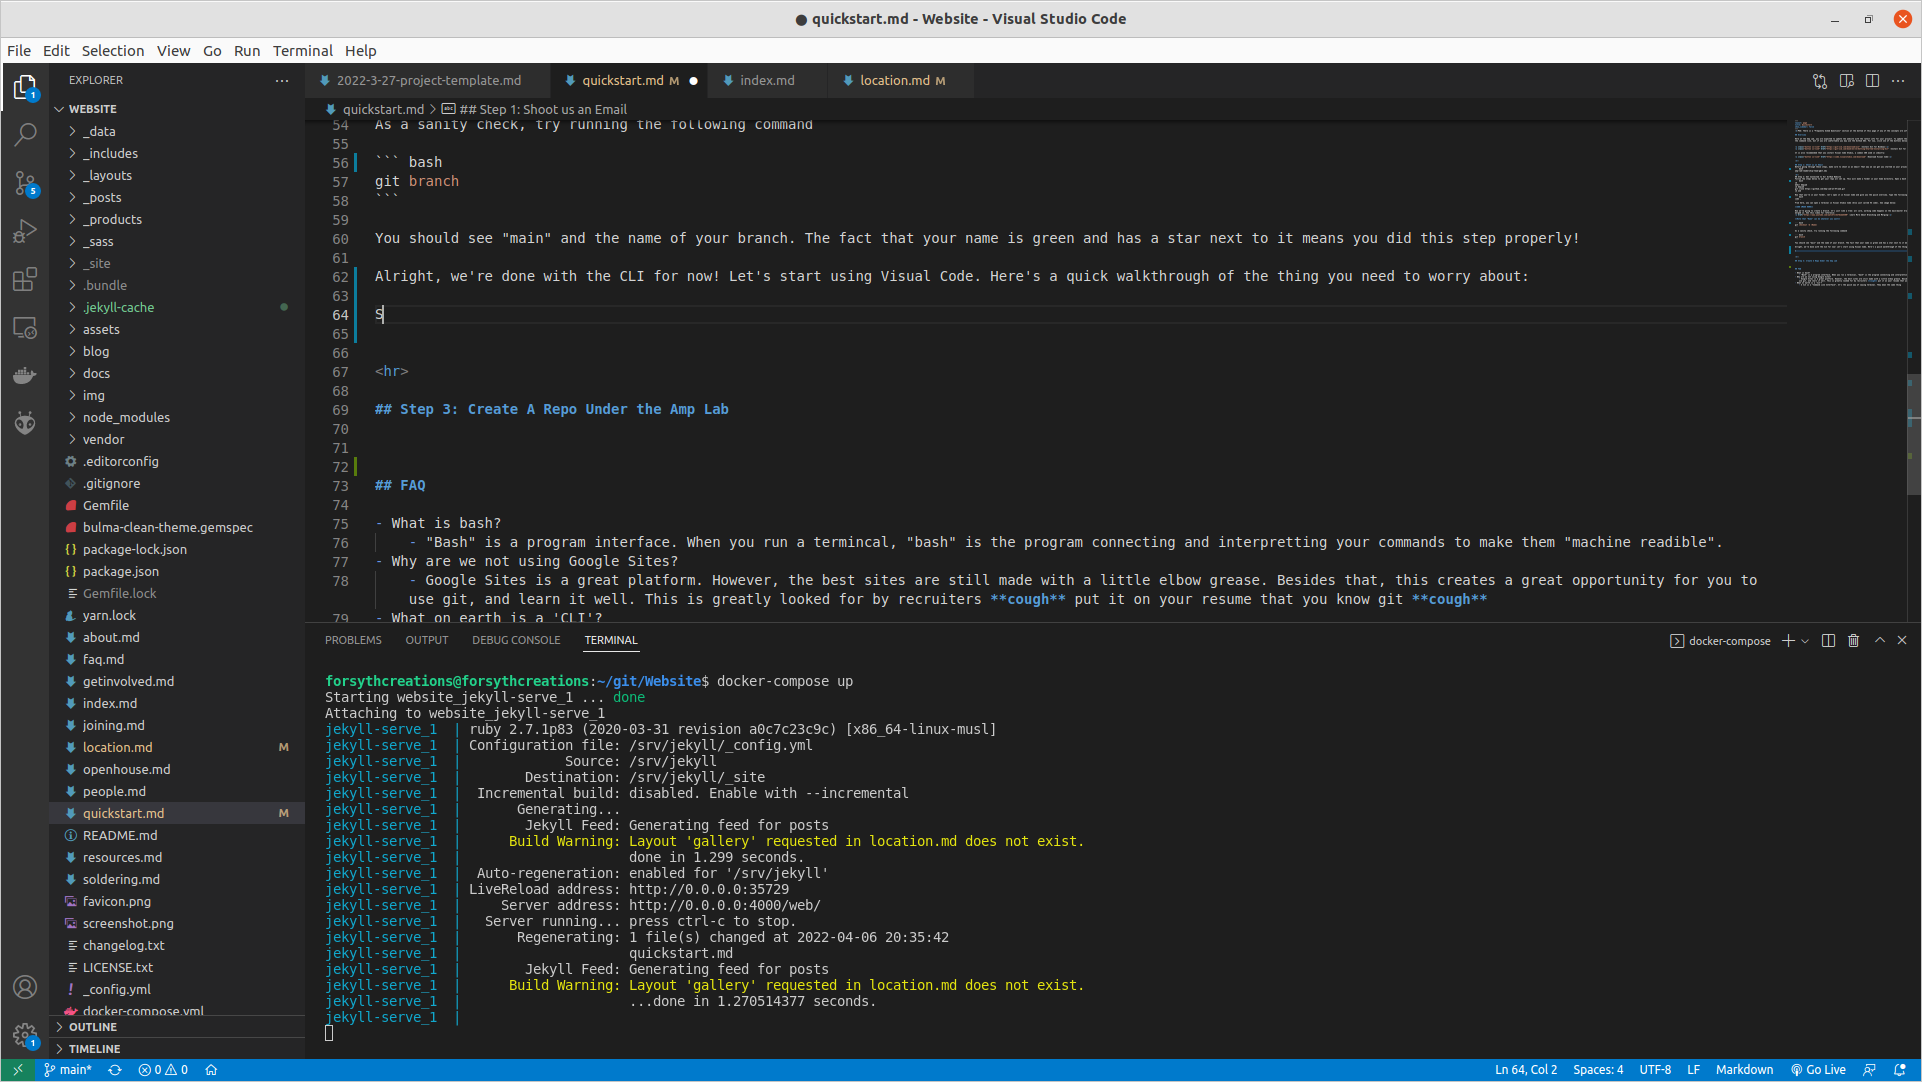 ● quickstart.md - Website - Visual Studio Code
File Edit Selection View Go Run Terminal Help
EXPLORER
WEBSITE
_data
_includes
_layouts
_posts
_products
_sass
_site
.bundle
.jekyll-cache
assets
blog
docs
img
node_modules
vendor
.editorconfig
.gitignore
Gemfile
bulma-clean-theme.gemspec
package-lock.json
package.json
Gemfile.lock
yarn.lock
about.md
faq.md
getinvolved.md
index.md
joining.md
location.md M
openhouse.md
people.md
quickstart.md M
README.md
resources.md
soldering.md
favicon.png
screenshot.png
changelog.txt
LICENSE.txt
_config.yml
docker-compose.yml
OUTLINE
TIMELINE
1
5
1
2022-3-27-project-template.md quickstart.md M ● index.md location.md M
quickstart.md > ## Step 1: Shoot us an Email
54 As a sanity check, try running the following command
55
56 ``` bash
57 git branch
58 ```
59
60 You should see "main" and the name of your branch. The fact that your name is green and has a star next to it means you did this step properly!
61
62 Alright, we're done with the CLI for now! Let's start using Visual Code. Here's a quick walkthrough of the thing you need to worry about:
63
64 S
65
66
67 <hr>
68
69 ## Step 3: Create A Repo Under the Amp Lab
70
71
72
73 ## FAQ
74
75 - What is bash?
76 - "Bash" is a program interface. When you run a termincal, "bash" is the program connecting and interpretting your commands to make them "machine readible".
77 - Why are we not using Google Sites?
78 - Google Sites is a great platform. However, the best sites are still made with a little elbow grease. Besides that, this creates a great opportunity for you to
use git, and learn it well. This is greatly looked for by recruiters **cough** put it on your resume that you know git **cough**
79 - What on earth is a 'CLI'?
PROBLEMS OUTPUT DEBUG CONSOLE TERMINAL
docker-compose
forsythcreations@forsythcreations:~/git/Website$ docker-compose up
Starting website_jekyll-serve_1 ... done
Attaching to website_jekyll-serve_1
jekyll-serve_1 | ruby 2.7.1p83 (2020-03-31 revision a0c7c23c9c) [x86_64-linux-musl]
jekyll-serve_1 | Configuration file: /srv/jekyll/_config.yml
jekyll-serve_1 | Source: /srv/jekyll
jekyll-serve_1 | Destination: /srv/jekyll/_site
jekyll-serve_1 | Incremental build: disabled. Enable with --incremental
jekyll-serve_1 | Generating...
jekyll-serve_1 | Jekyll Feed: Generating feed for posts
jekyll-serve_1 | Build Warning: Layout 'gallery' requested in location.md does not exist.
jekyll-serve_1 | done in 1.299 seconds.
jekyll-serve_1 | Auto-regeneration: enabled for '/srv/jekyll'
jekyll-serve_1 | LiveReload address: http://0.0.0.0:35729
jekyll-serve_1 | Server address: http://0.0.0.0:4000/web/
jekyll-serve_1 | Server running... press ctrl-c to stop.
jekyll-serve_1 | Regenerating: 1 file(s) changed at 2022-04-06 20:35:42
jekyll-serve_1 | quickstart.md
jekyll-serve_1 | Jekyll Feed: Generating feed for posts
jekyll-serve_1 | Build Warning: Layout 'gallery' requested in location.md does not exist.
jekyll-serve_1 | ...done in 1.270514377 seconds.
jekyll-serve_1 |
main* 0 0 Ln 64, Col 2 Spaces: 4 UTF-8 LF Markdown Go Live